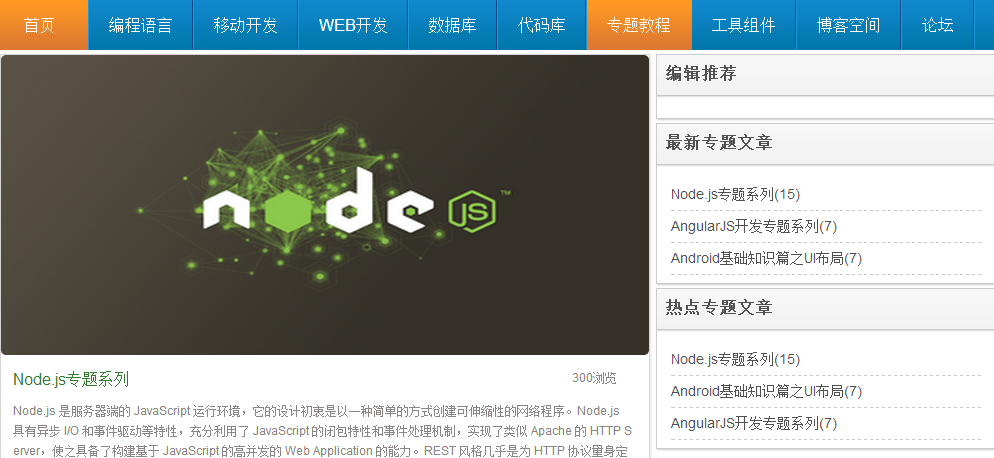 首页 编程语言 移动开发 WEB开发 数据库 代码库 专题教程 工具组件 博客空间 论坛
node JS ™
Node.js专题系列 300浏览
Node.js 是服务器端的 JavaScript 运行环境，它的设计初衷是以一种简单的方式创建可伸缩性的网络程序。Node.js
具有异步 I/O 和事件驱动等特性，充分利用了 JavaScript 的闭包特性和事件处理机制，实现了类似 Apache 的 HTTP S
erver，使之具备了构建基于 JavaScript 的高并发的 Web Application 的能力。REST 风格几乎是为 HTTP 协议量身定
编辑推荐
最新专题文章
Node.js专题系列(15)
AngularJS开发专题系列(7)
Android基础知识篇之UI布局(7)
热点专题文章
Node.js专题系列(15)
Android基础知识篇之UI布局(7)
AngularJS开发专题系列(7)